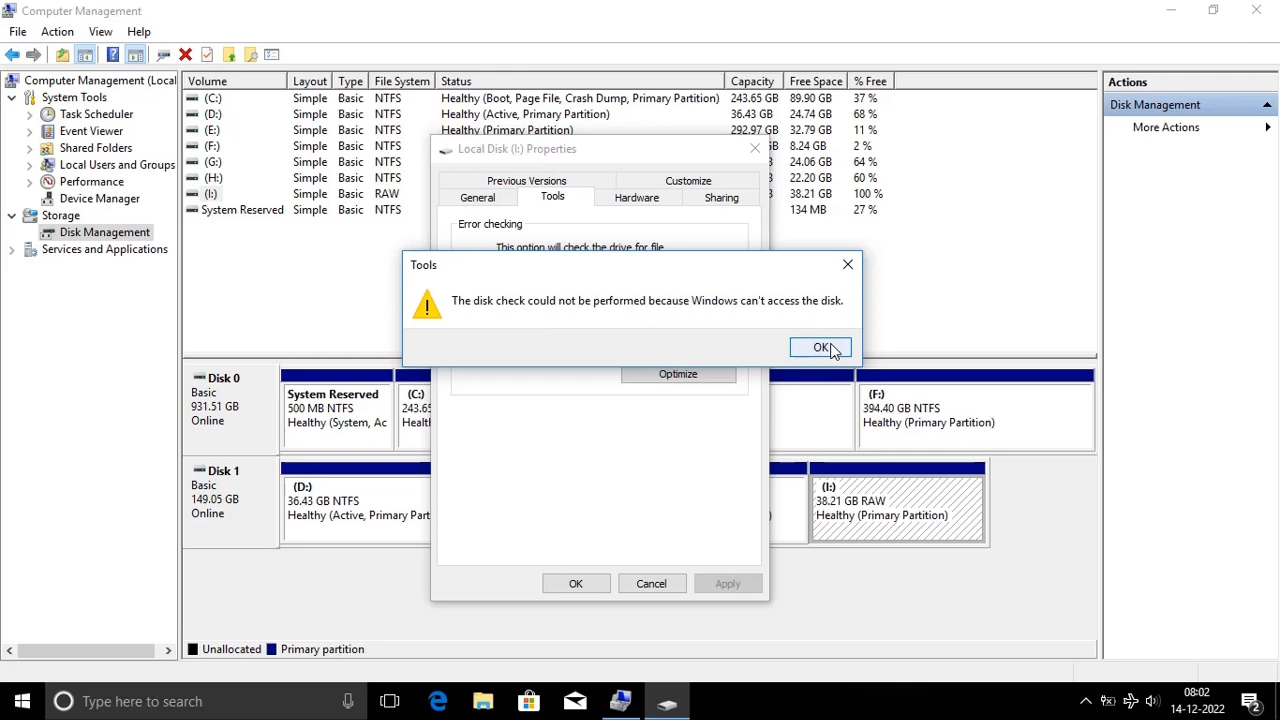 Computer Management
File Action View Help
Computer Management (Local
System Tools
Task Scheduler
Event Viewer
Shared Folders
Local Users and Groups
Performance
Device Manager
Storage
Disk Management
Services and Applications
Volume Layout Type File System Status Capacity Free Space % Free
(C:) Simple Basic NTFS Healthy (Boot, Page File, Crash Dump, Primary Partition) 243.65 GB 89.90 GB 37 %
(D:) Simple Basic NTFS Healthy (Active, Primary Partition) 36.43 GB 24.74 GB 68 %
(E:) Simple Basic NTFS Healthy (Primary Partition) 292.97 GB 32.79 GB 11 %
(F:) Simple Basic NTFS 8.24 GB 2 %
(G:) Simple Basic NTFS 24.06 GB 64 %
(H:) Simple Basic NTFS 22.20 GB 60 %
(I:) Simple Basic RAW 38.21 GB 100 %
System Reserved Simple Basic NTFS 134 MB 27 %
Actions
Disk Management
More Actions
Local Disk (I:) Properties
Previous Versions Customize
General Tools Hardware Sharing
Error checking
This option will check the drive for file
Tools
The disk check could not be performed because Windows can't access the disk.
OK
Optimize
OK Cancel Apply
Disk 0
Basic
931.51 GB
Online
System Reserved
500 MB NTFS
Healthy (System, Ac
(C:)
243.65
Healt
(F:)
394.40 GB NTFS
Healthy (Primary Partition)
Disk 1
Basic
149.05 GB
Online
(D:)
36.43 GB NTFS
Healthy (Active, Primary Part
)
(I:)
38.21 GB RAW
Healthy (Primary Partition)
Unallocated Primary partition
Type here to search
08:02
14-12-2022
2